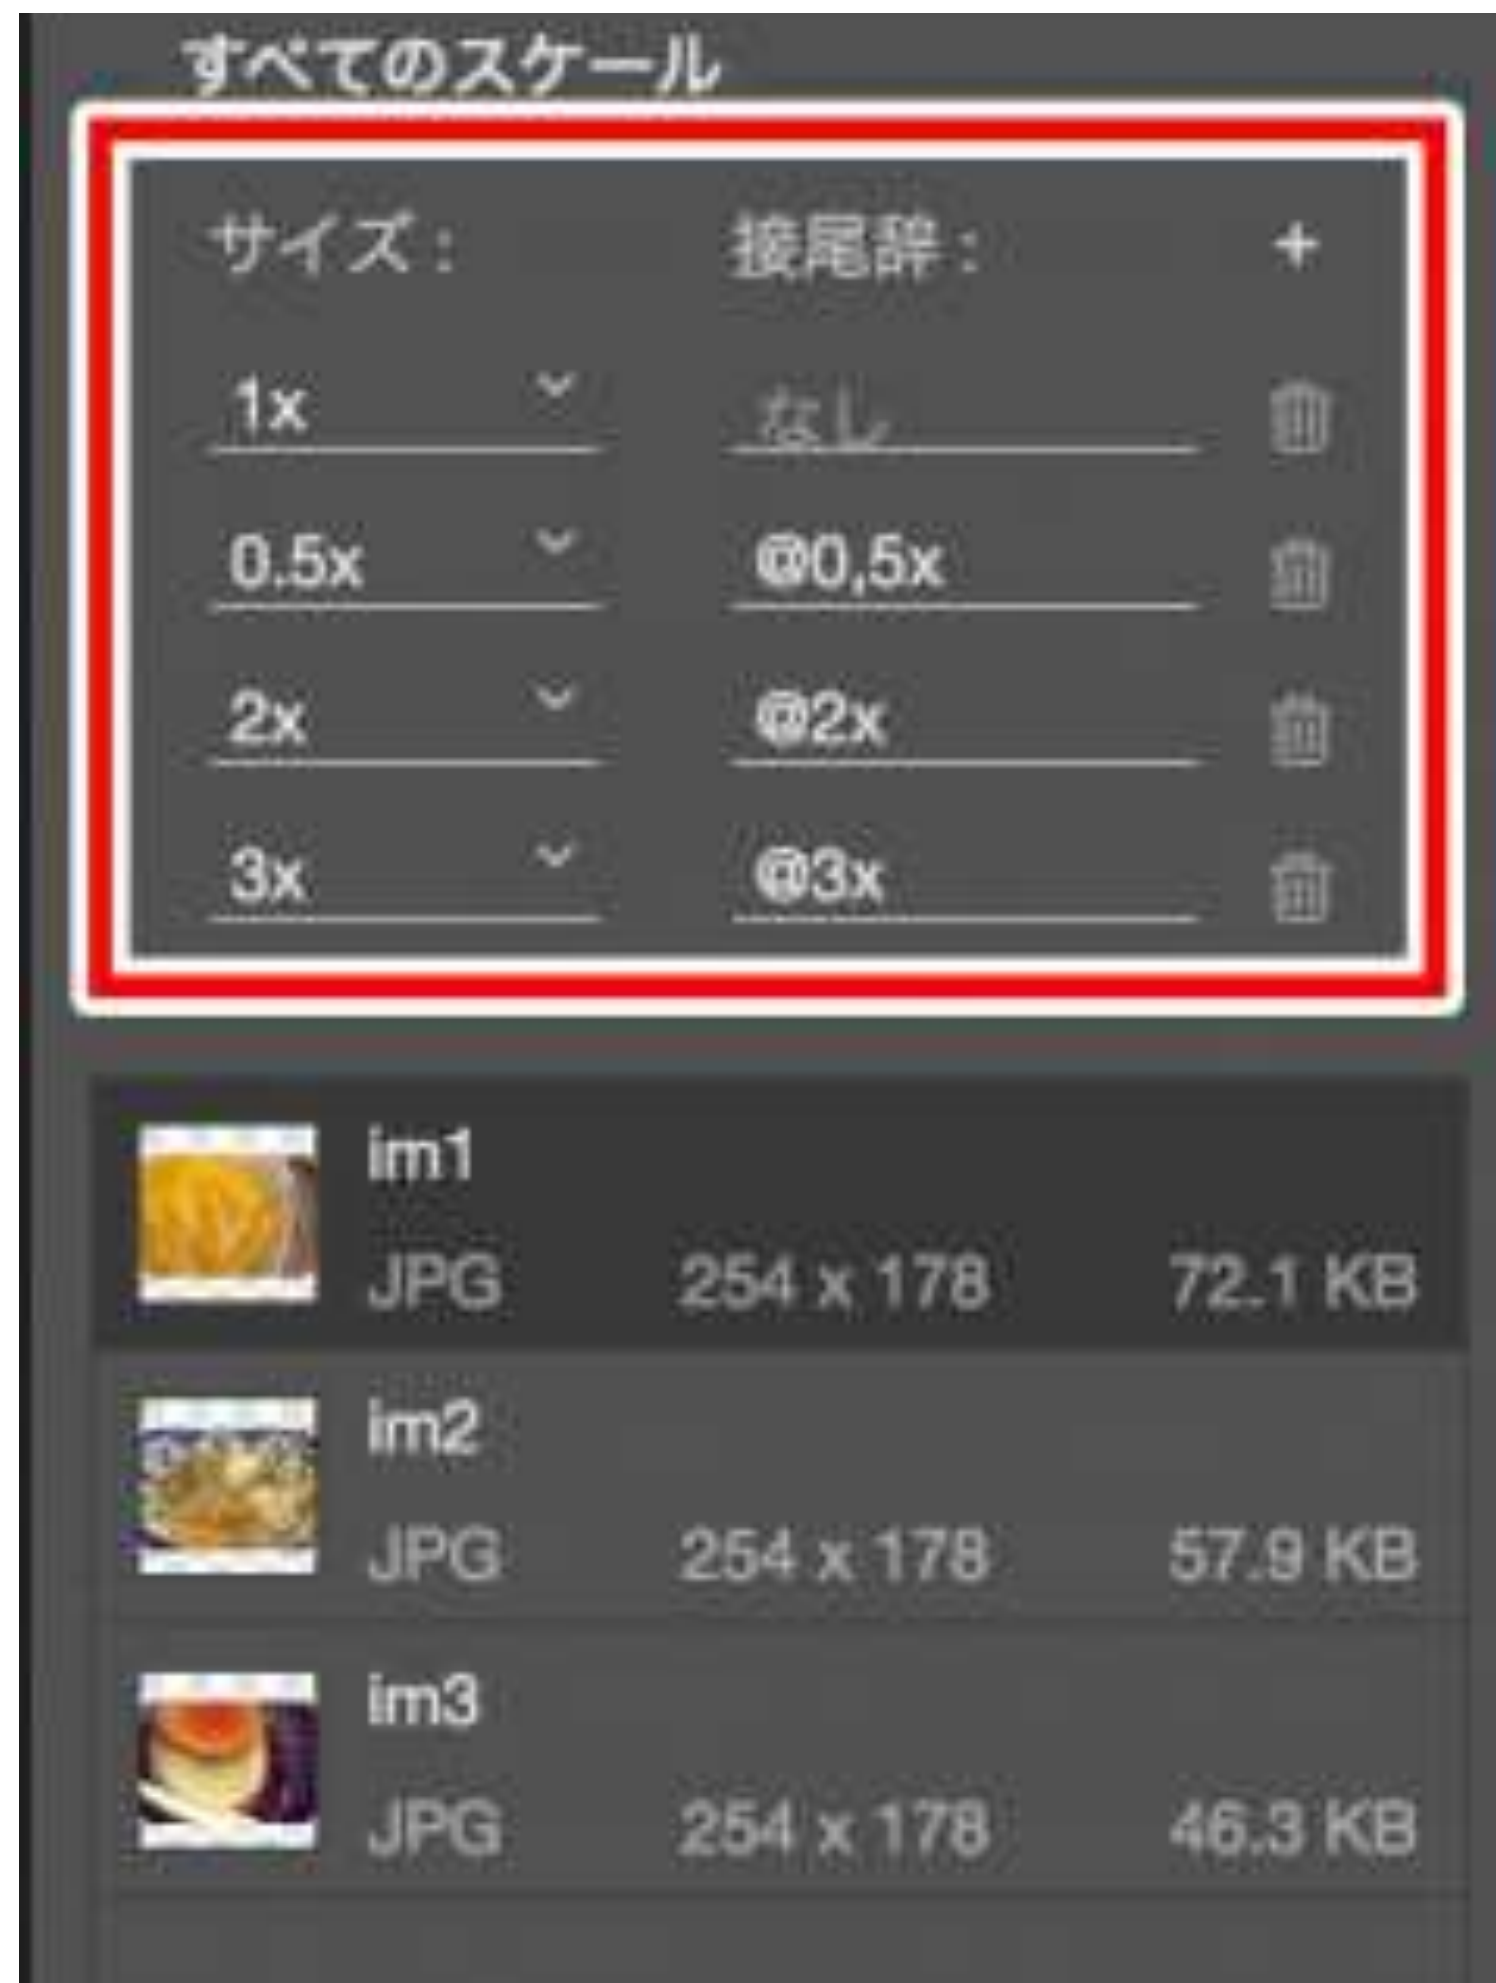 すべてのスケール
サイズ : 接尾辞 : +
1x なし
0.5x @0,5x
2x @2x
3x @3x
im1
JPG 254 x 178 72.1 KB
im2
JPG 254 x 178 57.9 KB
im3
JPG 254 x 178 46.3 KB